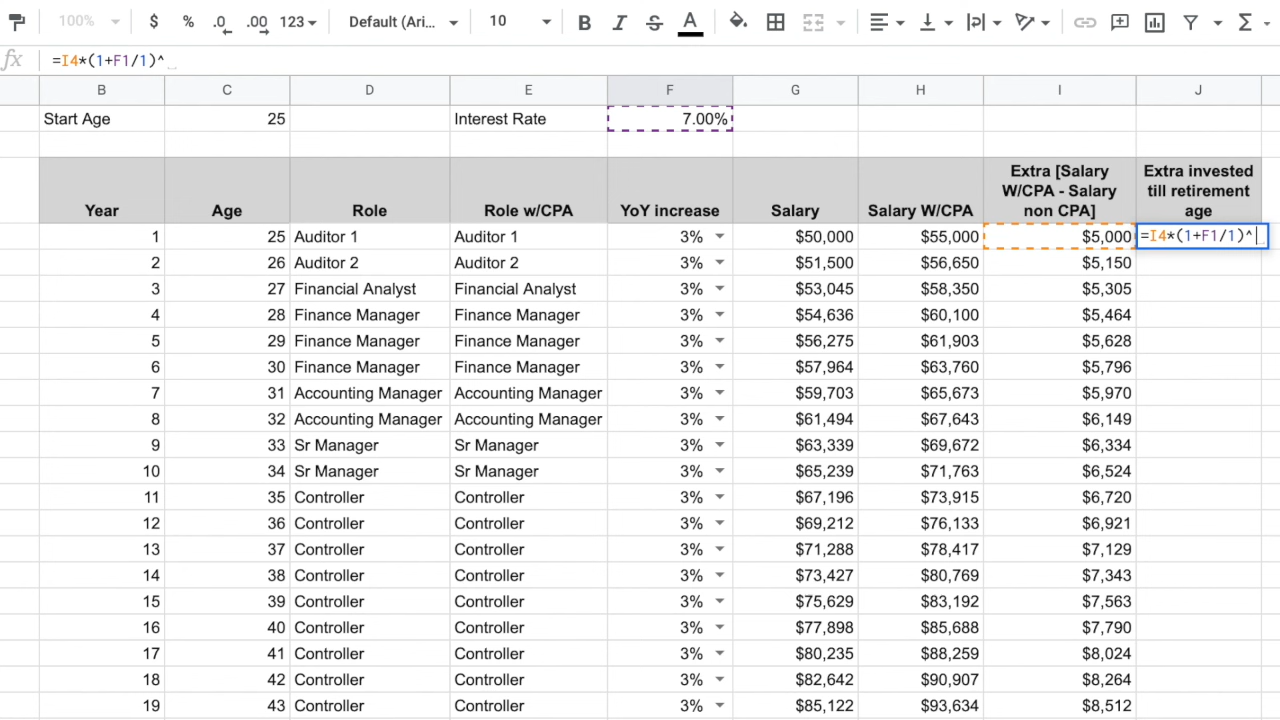 100% $ % .0 .00 123 Default (Ari... 10 B I S A Σ
fx =I4*(1+F1/1)^
B C D E F G H I J
Start Age 25 Interest Rate 7.00%
Year Age Role Role w/CPA YoY increase Salary Salary W/CPA Extra [Salary W/CPA - Salary non CPA] Extra invested till retirement age
1 25 Auditor 1 Auditor 1 3% $50,000 $55,000 $5,000 =I4*(1+F1/1)^
2 26 Auditor 2 Auditor 2 3% $51,500 $56,650 $5,150
3 27 Financial Analyst Financial Analyst 3% $53,045 $58,350 $5,305
4 28 Finance Manager Finance Manager 3% $54,636 $60,100 $5,464
5 29 Finance Manager Finance Manager 3% $56,275 $61,903 $5,628
6 30 Finance Manager Finance Manager 3% $57,964 $63,760 $5,796
7 31 Accounting Manager Accounting Manager 3% $59,703 $65,673 $5,970
8 32 Accounting Manager Accounting Manager 3% $61,494 $67,643 $6,149
9 33 Sr Manager Sr Manager 3% $63,339 $69,672 $6,334
10 34 Sr Manager Sr Manager 3% $65,239 $71,763 $6,524
11 35 Controller Controller 3% $67,196 $73,915 $6,720
12 36 Controller Controller 3% $69,212 $76,133 $6,921
13 37 Controller Controller 3% $71,288 $78,417 $7,129
14 38 Controller Controller 3% $73,427 $80,769 $7,343
15 39 Controller Controller 3% $75,629 $83,192 $7,563
16 40 Controller Controller 3% $77,898 $85,688 $7,790
17 41 Controller Controller 3% $80,235 $88,259 $8,024
18 42 Controller Controller 3% $82,642 $90,907 $8,264
19 43 Controller Controller 3% $85,122 $93,634 $8,512